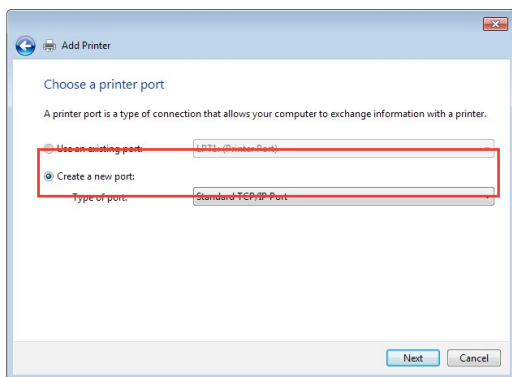 Add Printer
Choose a printer port
A printer port is a type of connection that allows your computer to exchange information with a printer.
Use an existing port: LPT1: (Printer Port)
Create a new port:
Type of port: Standard TCP/IP Port
Next Cancel